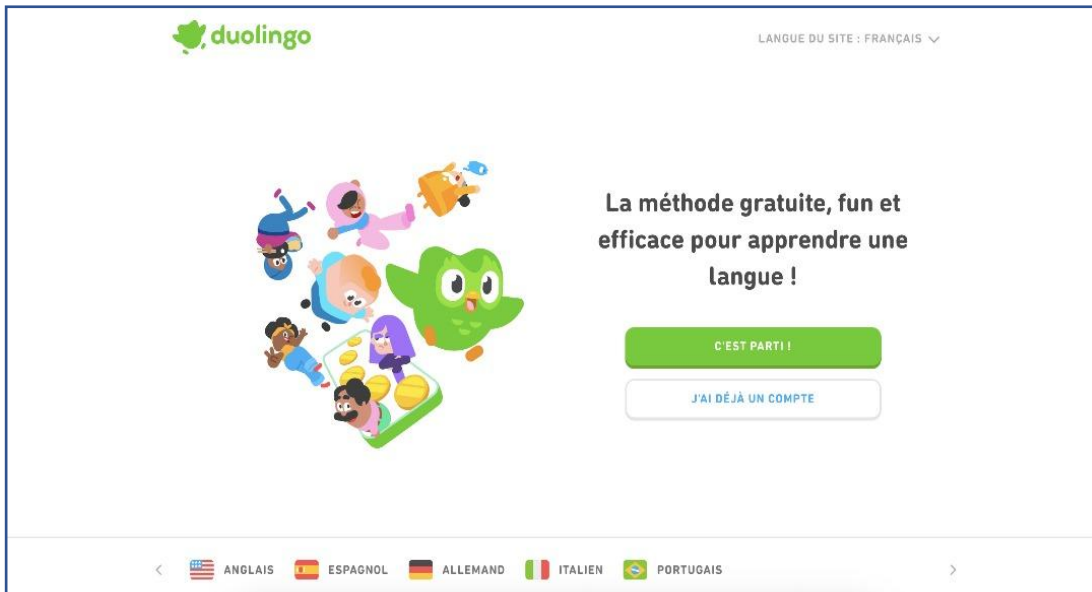 duolingo
LANGUE DU SITE : FRANÇAIS
La méthode gratuite, fun et
efficace pour apprendre une
langue !
C'EST PARTI !
J'AI DÉJÀ UN COMPTE
ANGLAIS ESPAGNOL ALLEMAND ITALIEN PORTUGAIS